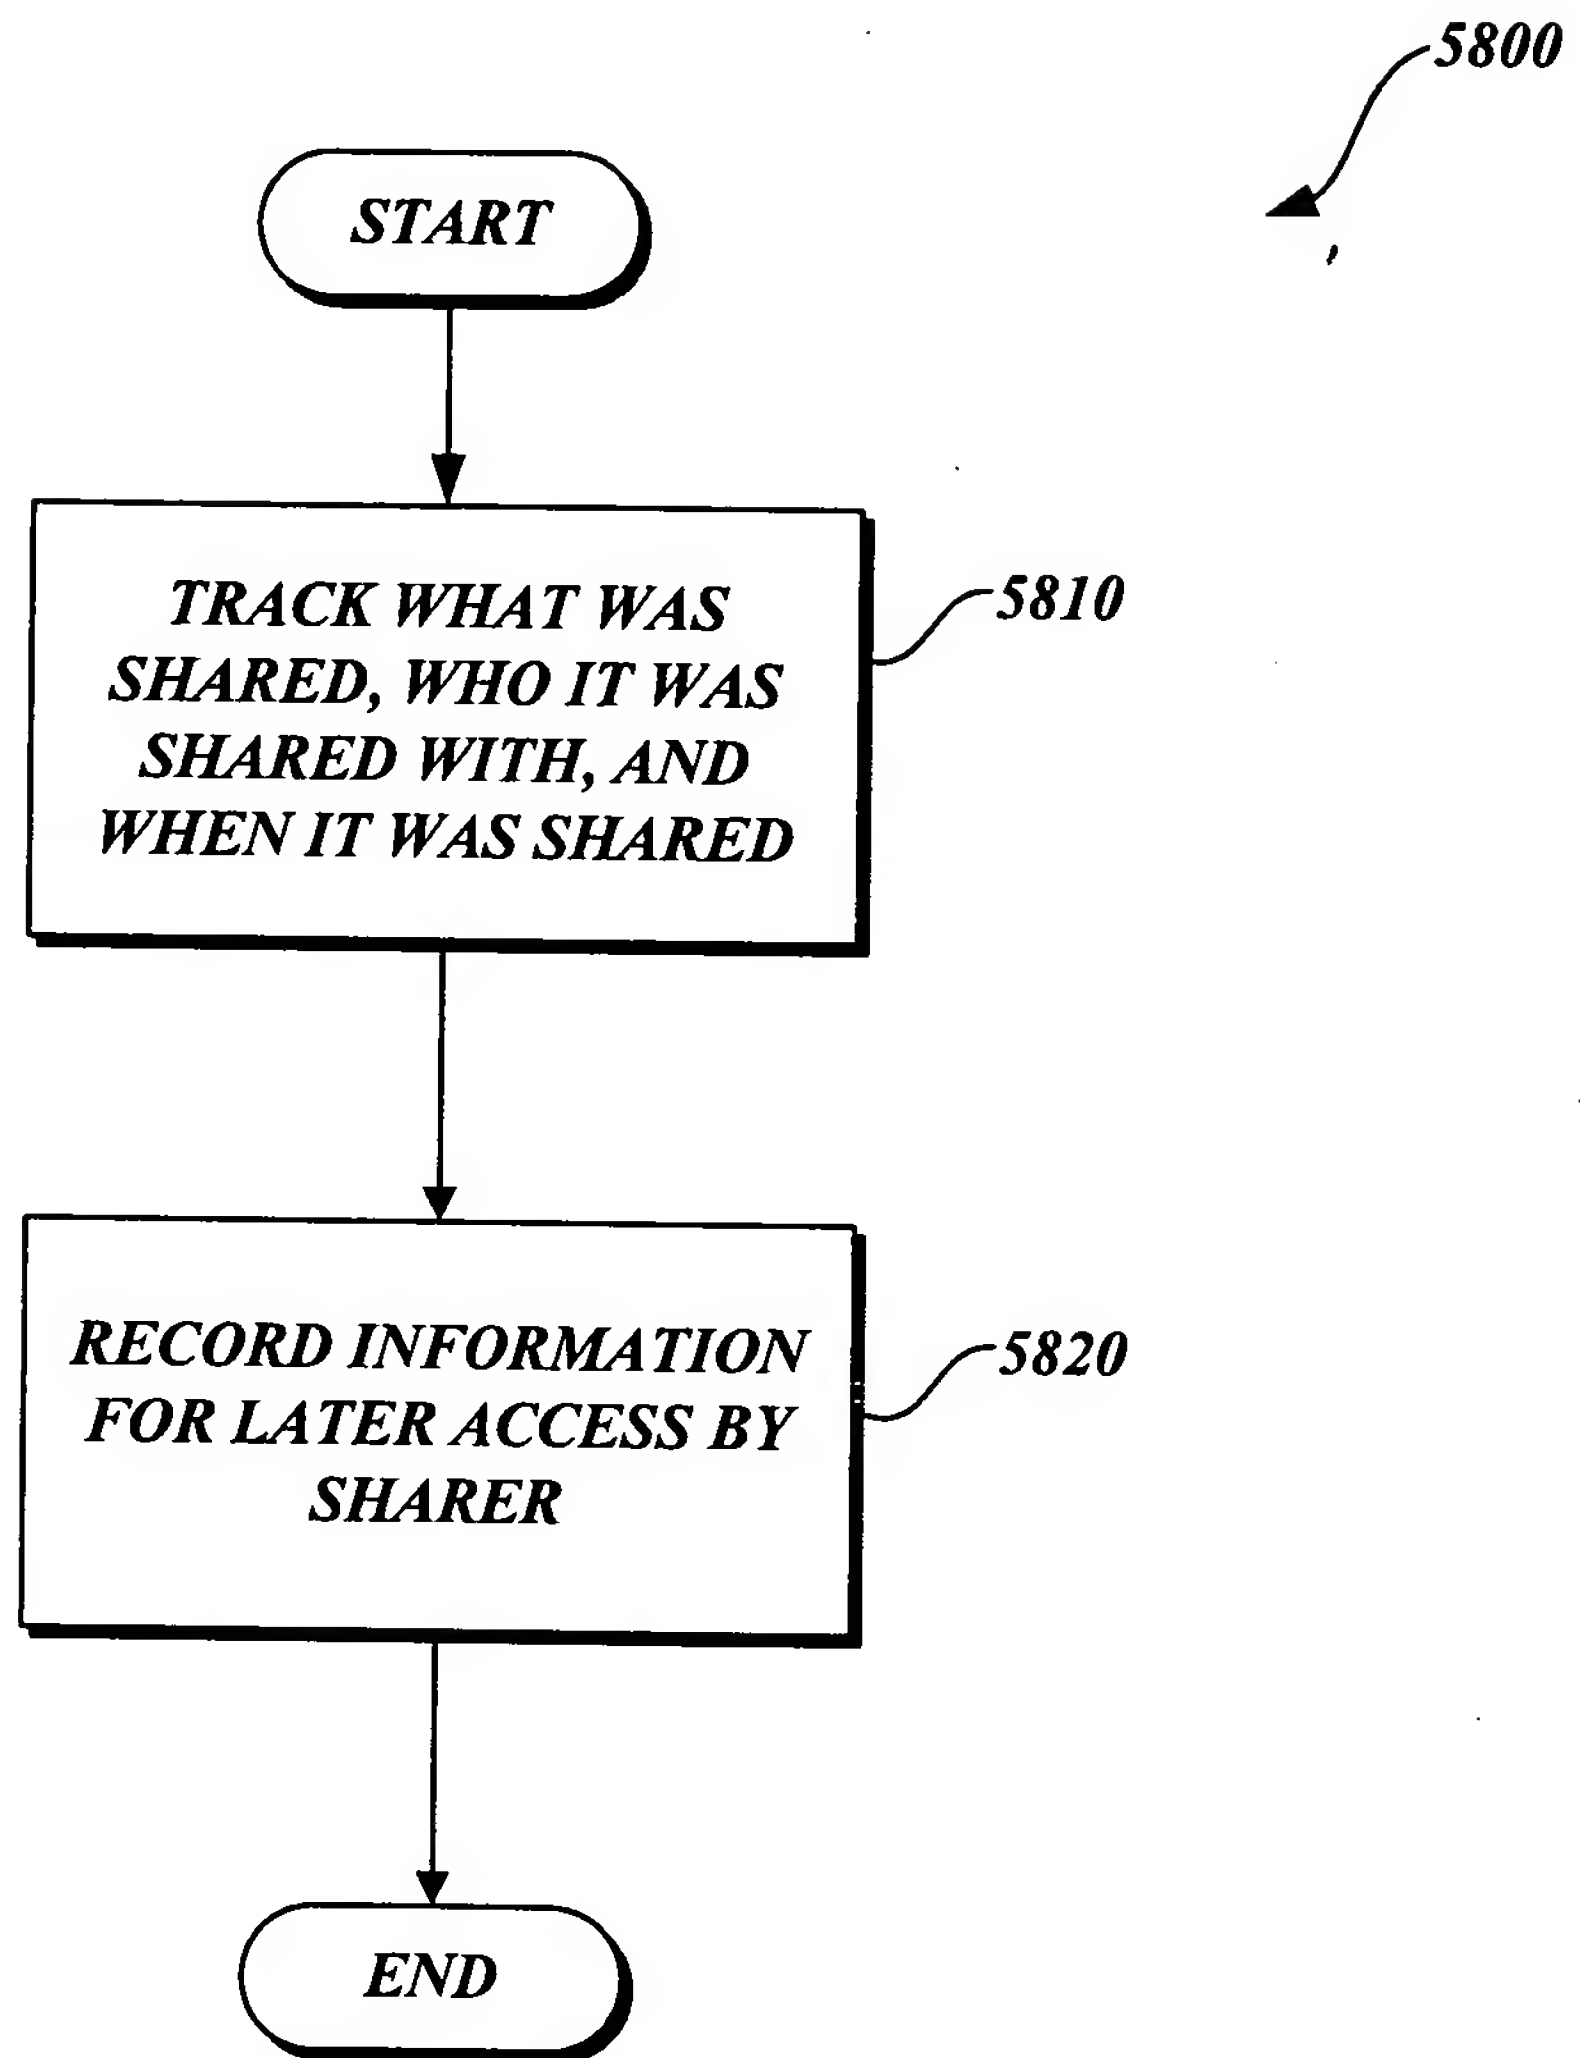 5800
START
TRACK WHAT WAS
SHARED, WHO IT WAS
SHARED WITH, AND
WHEN IT WAS SHARED
5810
RECORD INFORMATION
FOR LATER ACCESS BY
SHARER
5820
END